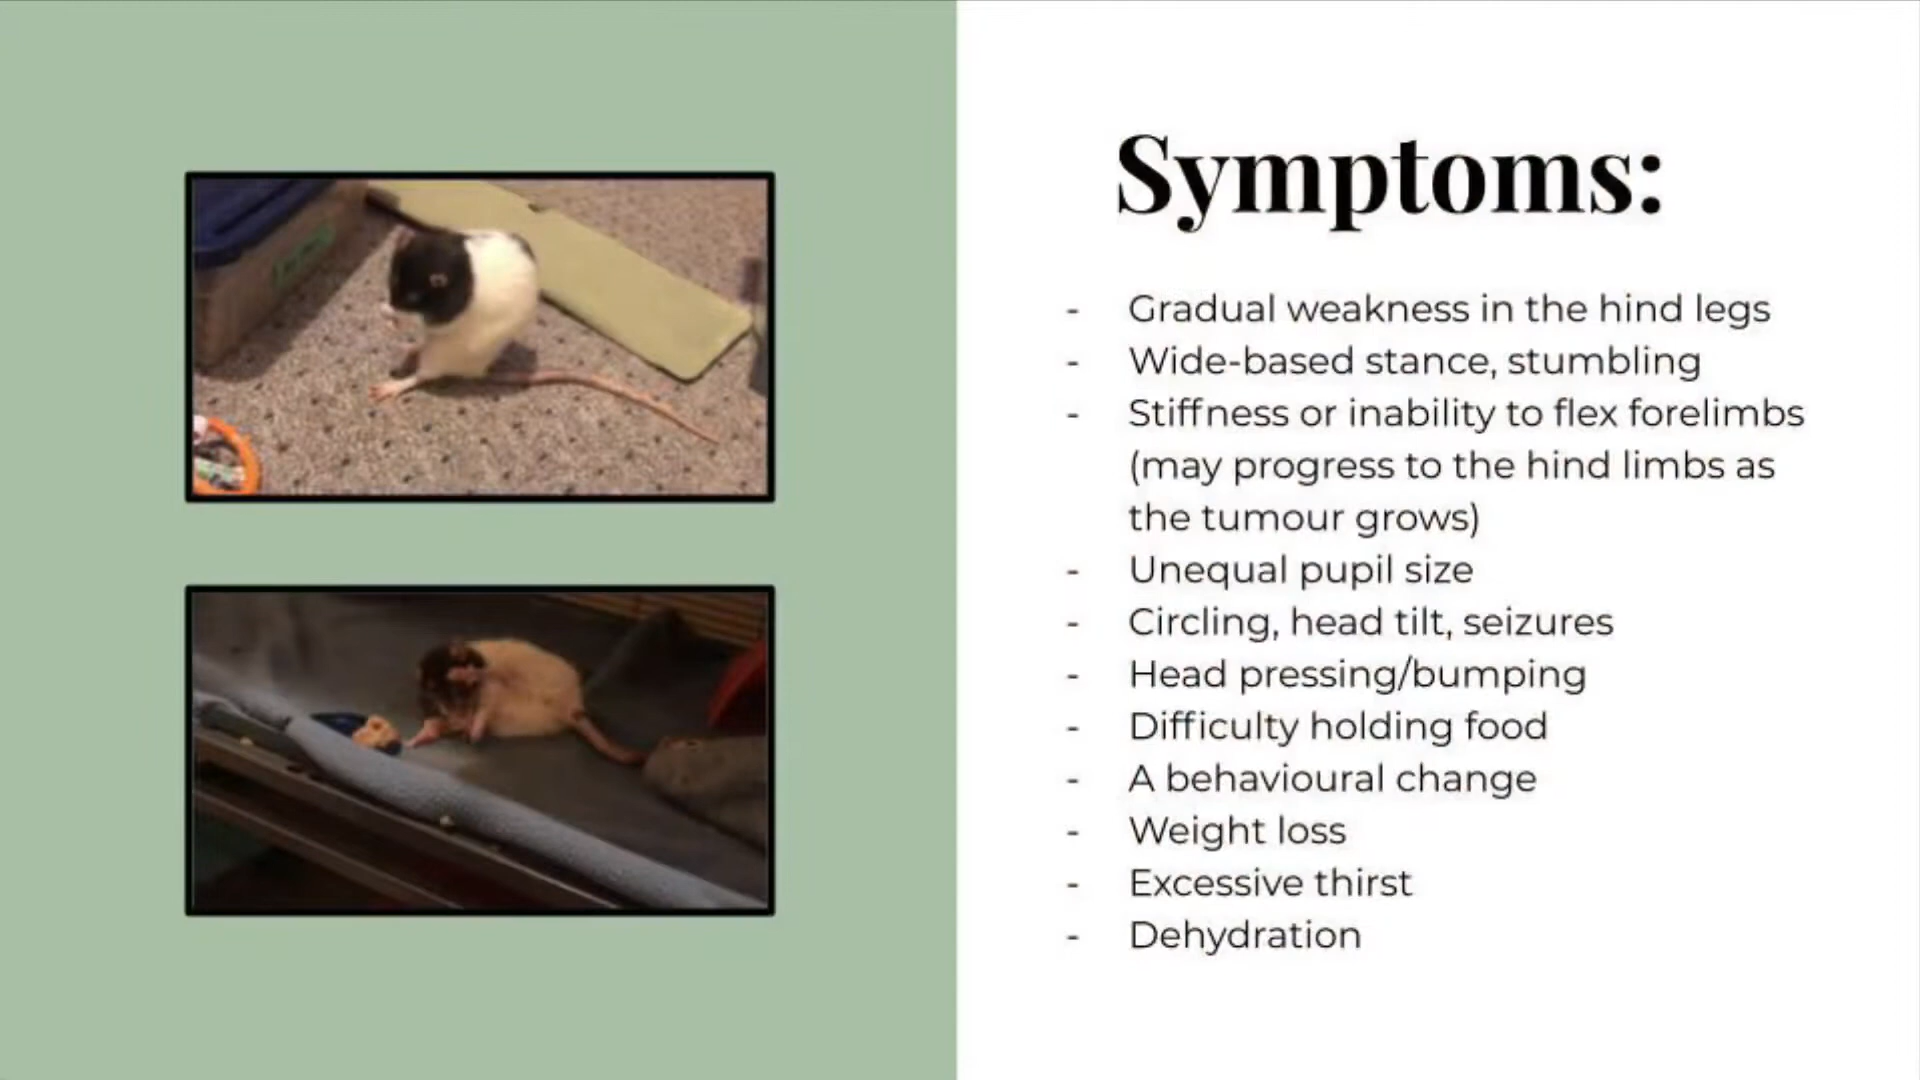 Symptoms:
- Gradual weakness in the hind legs
- Wide-based stance, stumbling
- Stiffness or inability to flex forelimbs
(may progress to the hind limbs as
the tumour grows)
- Unequal pupil size
- Circling, head tilt, seizures
- Head pressing/bumping
- Difficulty holding food
- A behavioural change
- Weight loss
- Excessive thirst
- Dehydration